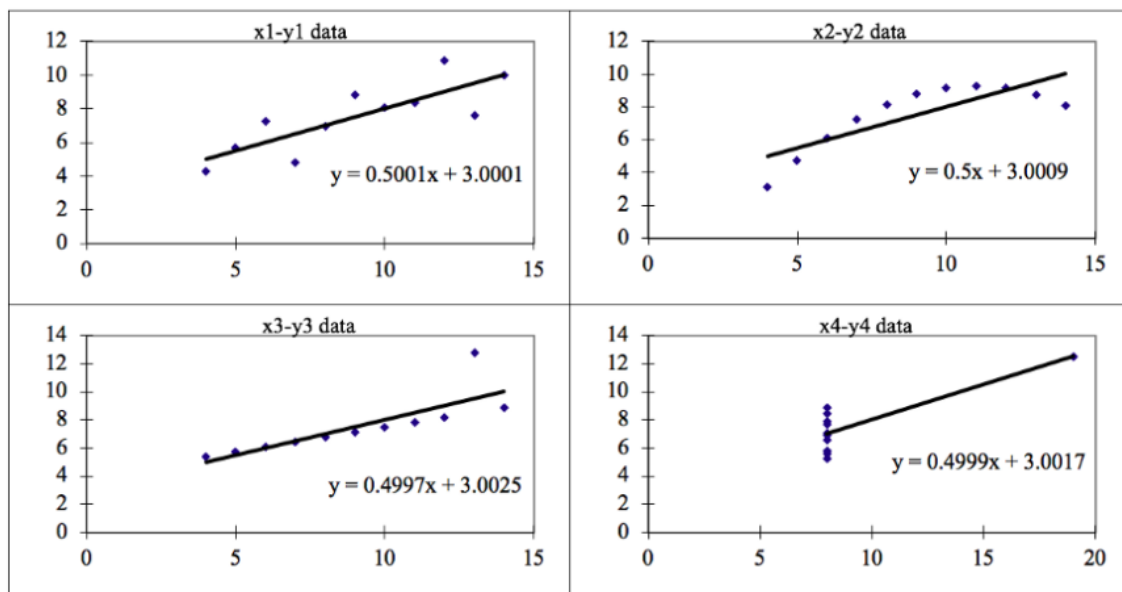 x1-y1 data
12
10
8
6
4
2
0
y = 0.5001x + 3.0001
0 5 10 15
x2-y2 data
12
10
8
6
4
2
0
y = 0.5x + 3.0009
0 5 10 15
x3-y3 data
14
12
10
8
6
4
2
0
y = 0.4997x + 3.0025
0 5 10 15
x4-y4 data
14
12
10
8
6
4
2
0
y = 0.4999x + 3.0017
0 5 10 15 20